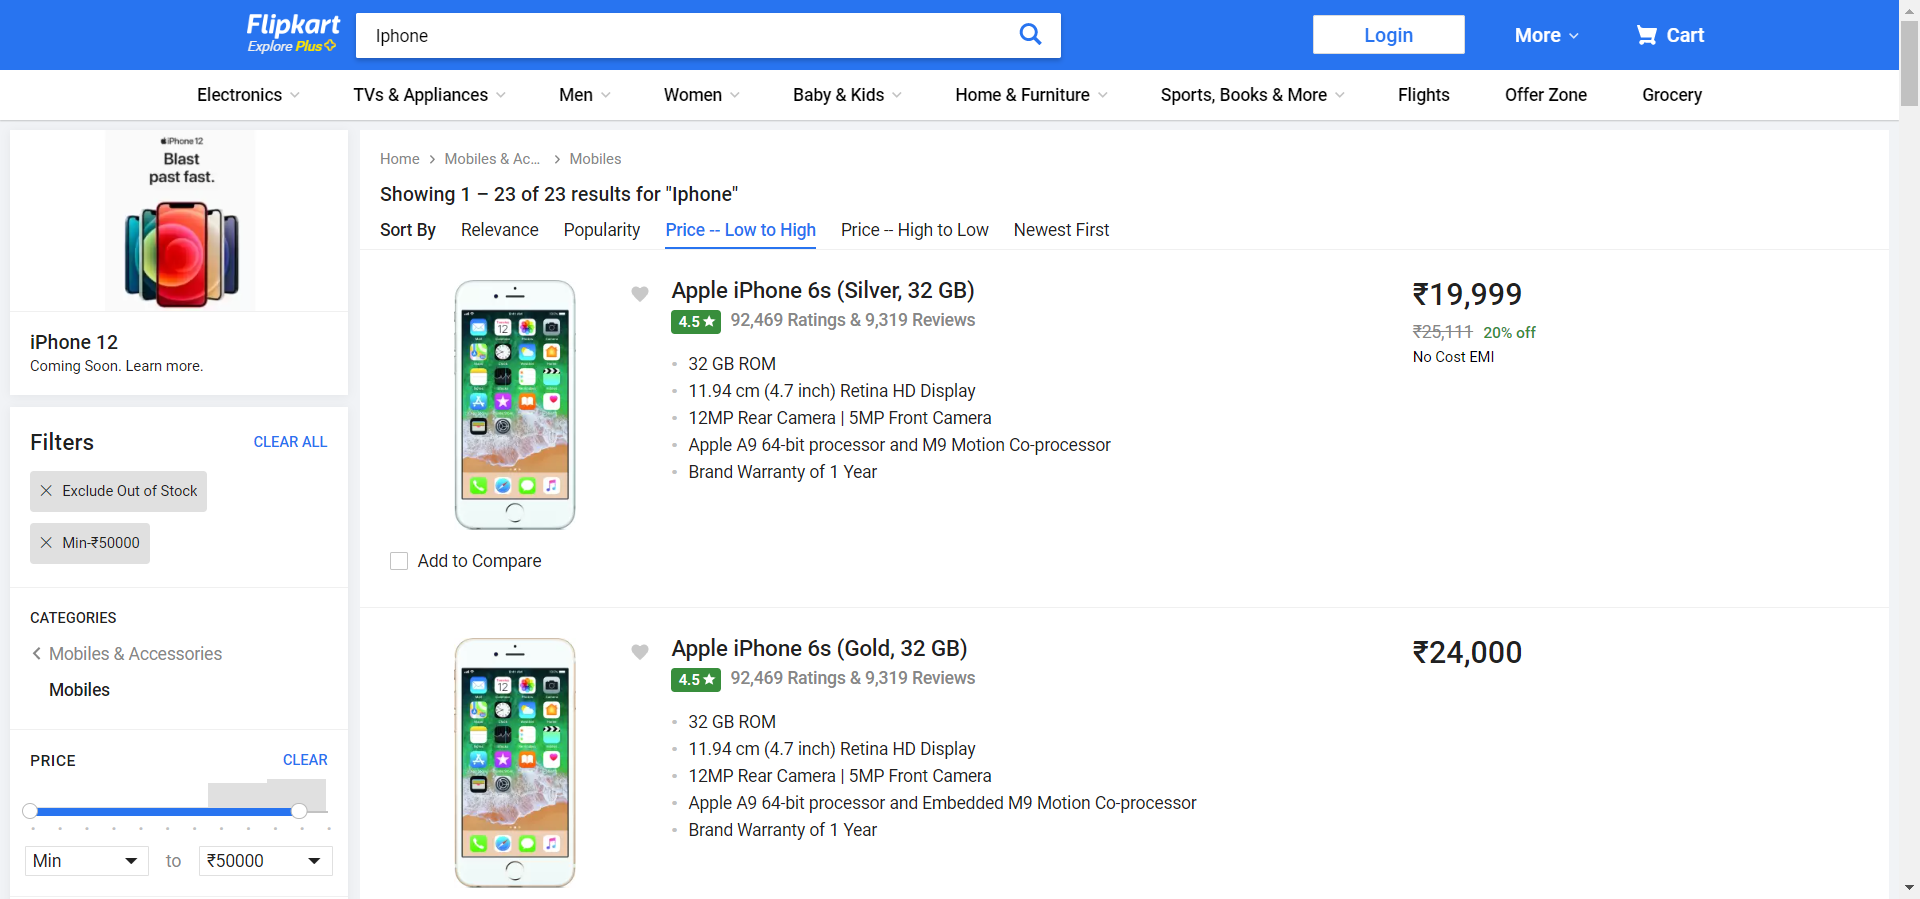 Flipkart
Explore Plus
Iphone
Login
More
Cart
Electronics
TVs & Appliances
Men
Women
Baby & Kids
Home & Furniture
Sports, Books & More
Flights
Offer Zone
Grocery
iPhone 12
Blast
past fast.
iPhone 12
Coming Soon. Learn more.
Filters
CLEAR ALL
Exclude Out of Stock
Min-₹50000
CATEGORIES
Mobiles & Accessories
Mobiles
PRICE
CLEAR
Min
to
₹50000
Home
Mobiles & Ac...
Mobiles
Showing 1 – 23 of 23 results for "Iphone"
Sort By
Relevance
Popularity
Price -- Low to High
Price -- High to Low
Newest First
Apple iPhone 6s (Silver, 32 GB)
4.5 ★ 92,469 Ratings & 9,319 Reviews
32 GB ROM
11.94 cm (4.7 inch) Retina HD Display
12MP Rear Camera | 5MP Front Camera
Apple A9 64-bit processor and M9 Motion Co-processor
Brand Warranty of 1 Year
₹19,999
₹25,111 20% off
No Cost EMI
Add to Compare
Apple iPhone 6s (Gold, 32 GB)
4.5 ★ 92,469 Ratings & 9,319 Reviews
32 GB ROM
11.94 cm (4.7 inch) Retina HD Display
12MP Rear Camera | 5MP Front Camera
Apple A9 64-bit processor and Embedded M9 Motion Co-processor
Brand Warranty of 1 Year
₹24,000